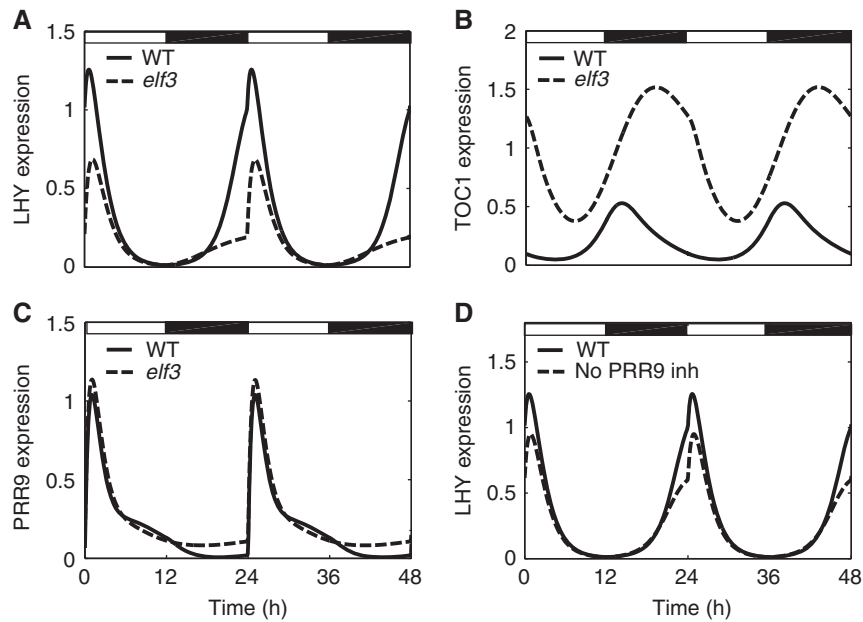 A
1.5
WT
elf3
1
0.5
0
LHY expression
B
2
WT
elf3
1.5
1
0.5
0
TOC1 expression
C
1.5
WT
elf3
1
0.5
0
PRR9 expression
0 12 24 36 48
Time (h)
D
WT
No PRR9 inh
1.5
1
0.5
0
LHY expression
0 12 24 36 48
Time (h)